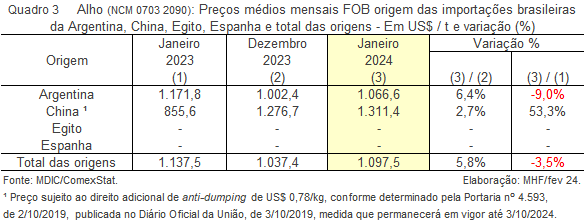 Quadro 3 Alho (NCM 0703 2090): Preços médios mensais FOB origem das importações brasileiras
da Argentina, China, Egito, Espanha e total das origens - Em US$ / t e variação (%)
Origem Janeiro 2023 (1) Dezembro 2023 (2) Janeiro 2024 (3) Variação %
(3) / (2) (3) / (1)
Argentina 1.171,8 1.002,4 1.066,6 6,4% -9,0%
China ¹ 855,6 1.276,7 1.311,4 2,7% 53,3%
Egito - - - - -
Espanha - - - - -
Total das origens 1.137,5 1.037,4 1.097,5 5,8% -3,5%
Fonte: MDIC/ComexStat. Elaboração: MHF/fev 24.
¹ Preço sujeito ao direito adicional de anti-dumping de US$ 0,78/kg, conforme determinado pela Portaria nº 4.593,
de 2/10/2019, publicada no Diário Oficial da União, de 3/10/2019, medida que permanecerá em vigor até 3/10/2024.